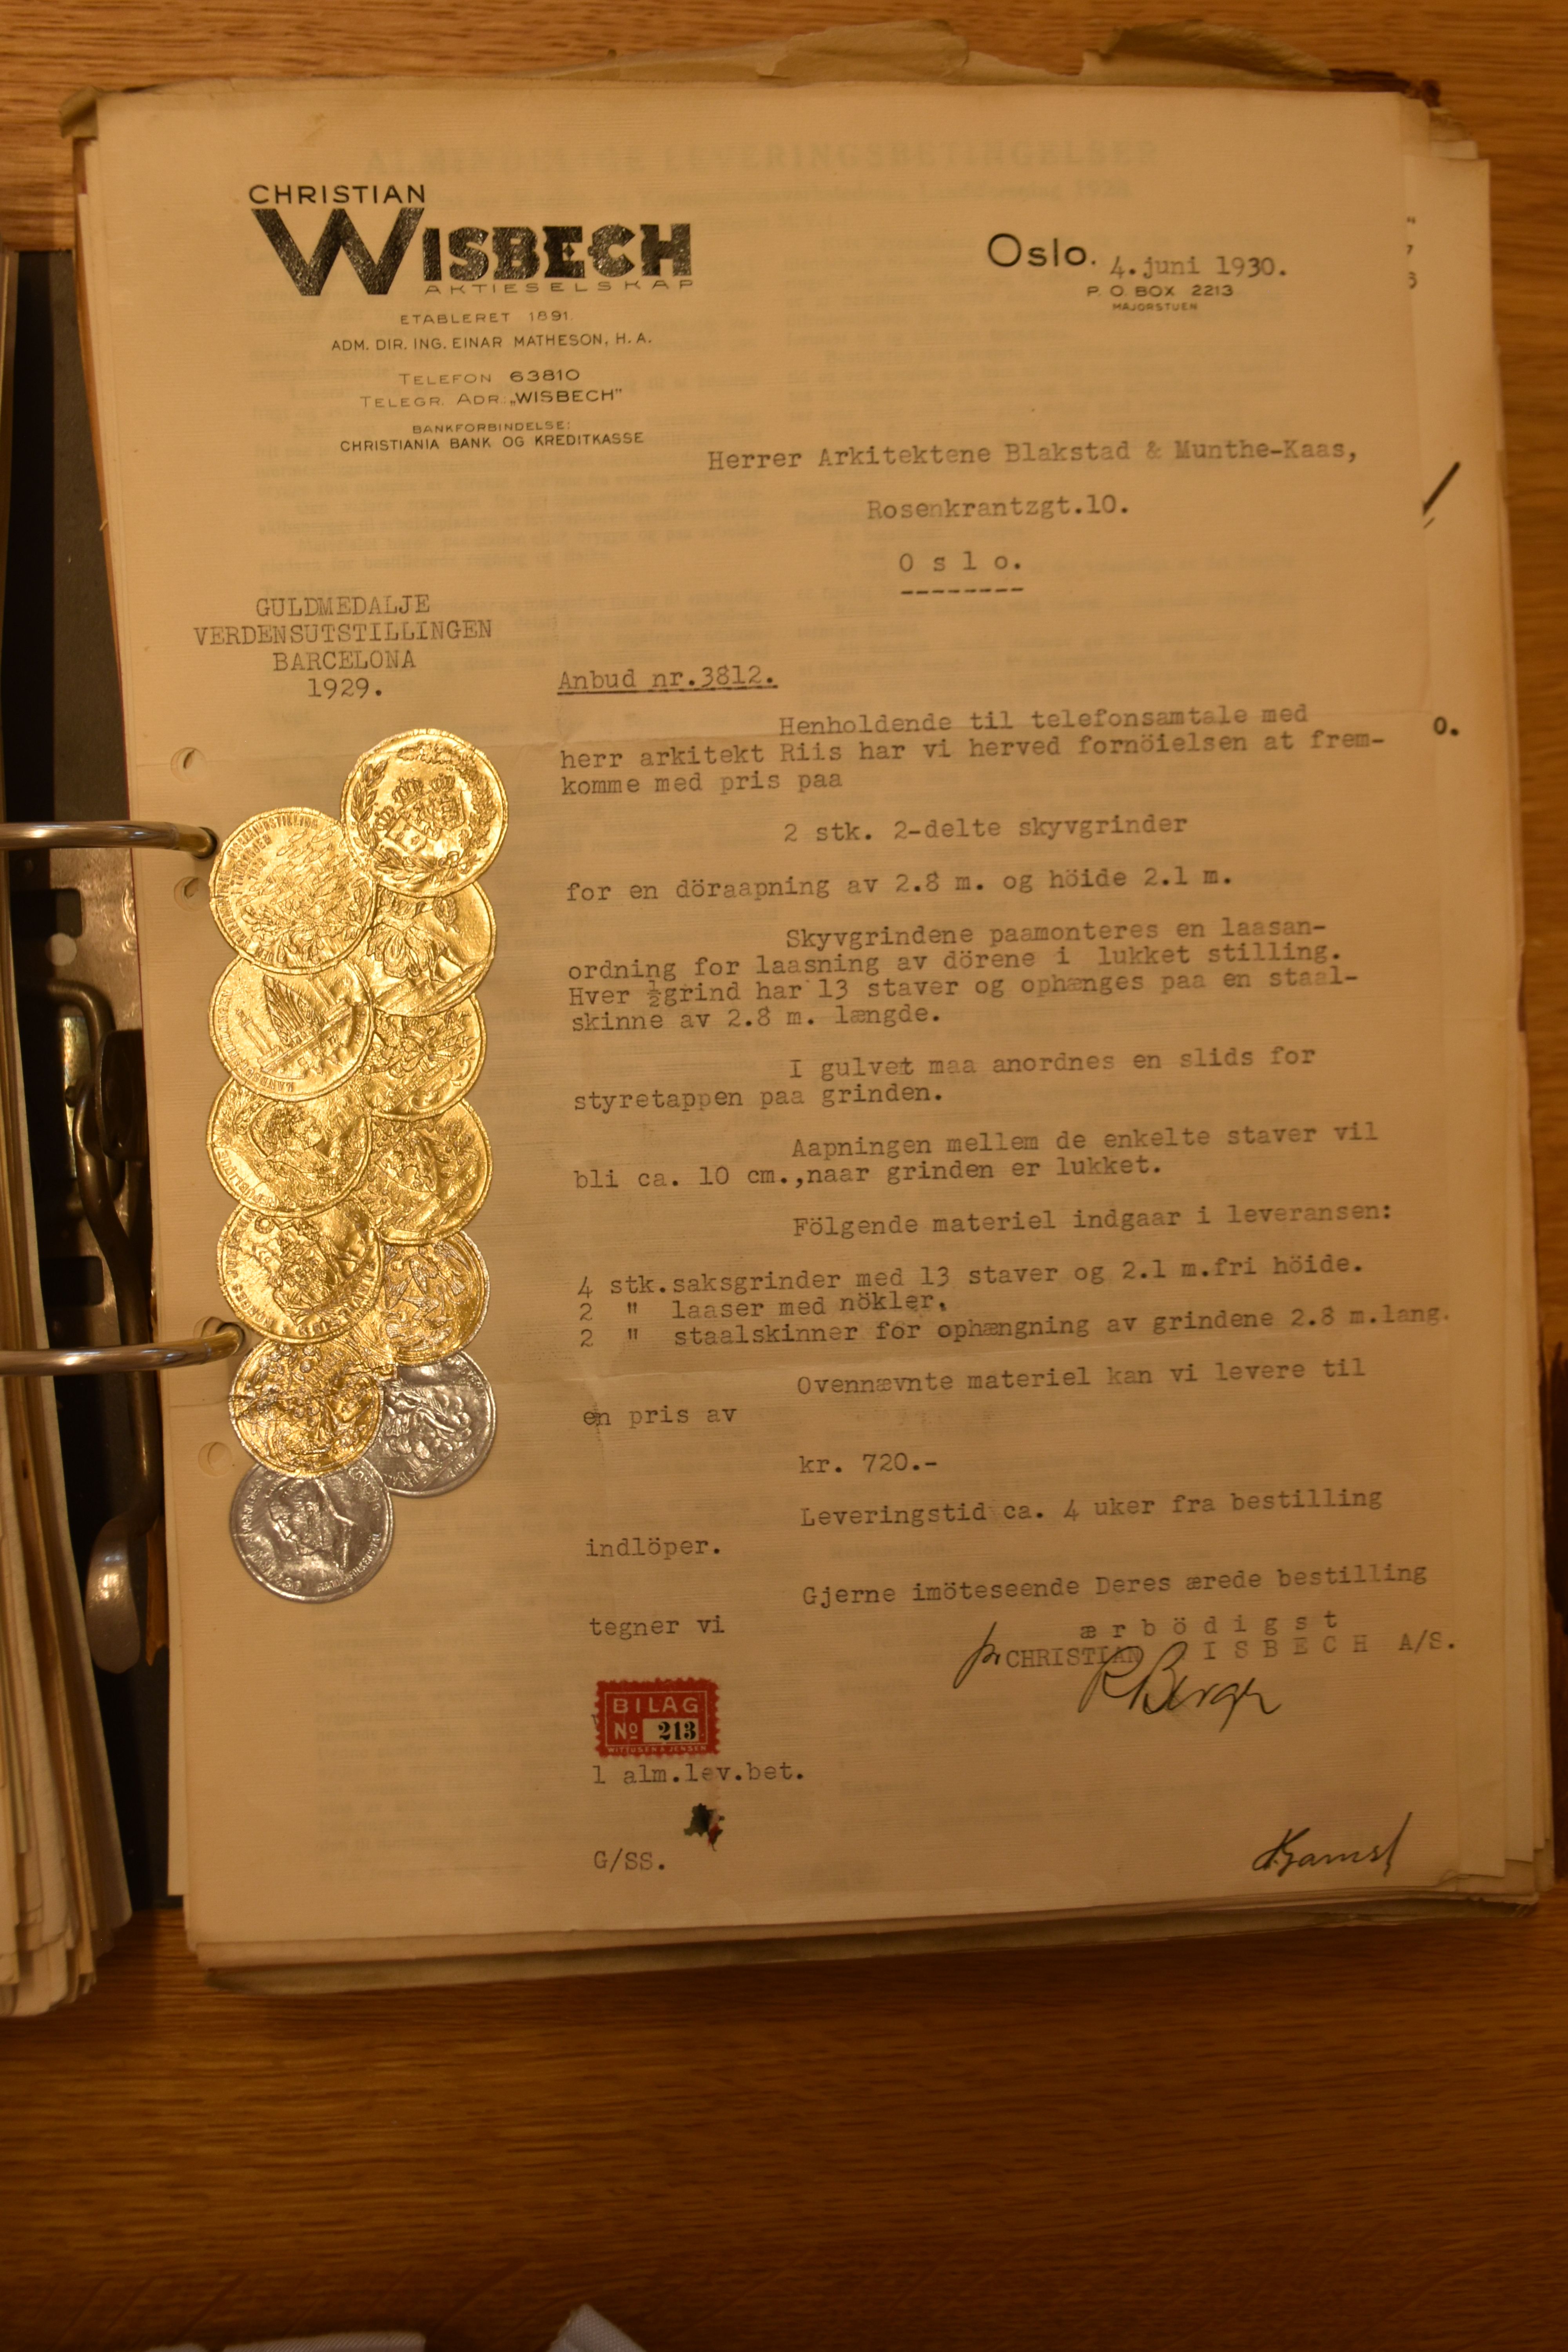 CHRISTIAN
WISBECH
AKTIESELSKAP
ETABLERET 1891.
ADM. DIR. ING. EINAR MATHESON, H. A.
TELEFON 63810
TELEGR. ADR.: „WISBECH"
BANKFORBINDELSE:
CHRISTIANIA BANK OG KREDITKASSE
Oslo. 4. juni 1930.
P. O. BOX 2213
MAJORSTUEN
Herrer Arkitektene Blakstad & Munthe-Kaas,
Rosenkrantzgt.10.
O s l o.
GULDMEDALJE
VERDENSUTSTILLINGEN
BARCELONA
1929.
Anbud nr.3812.
Henholdende til telefonsamtale med
herr arkitekt Riis har vi herved fornöielsen at frem-
komme med pris paa
2 stk. 2-delte skyvgrinder
for en döraapning av 2.8 m. og höide 2.1 m.
Skyvgrindene paamonteres en laasan-
ordning for laasning av dörene i lukket stilling.
Hver ½grind har 13 staver og ophænges paa en staal-
skinne av 2.8 m. længde.
I gulvet maa anordnes en slids for
styretappen paa grinden.
Aapningen mellem de enkelte staver vil
bli ca. 10 cm.,naar grinden er lukket.
Fölgende materiel indgaar i leveransen:
4 stk.saksgrinder med 13 staver og 2.1 m.fri höide.
2 " laaser med nökler.
2 " staalskinner for ophængning av grindene 2.8 m.lang.
Ovennævnte materiel kan vi levere til
en pris av
kr. 720.-
Leveringstid ca. 4 uker fra bestilling
indlöper.
Gjerne imöteseende Deres ærede bestilling
tegner vi
æ r b ö d i g s t
pr. CHRISTIAN ISBECH A/S.
R Berger
BILAG
No 213
WITTUSEN & JENSEN
1 alm.lev.bet.
G/SS.